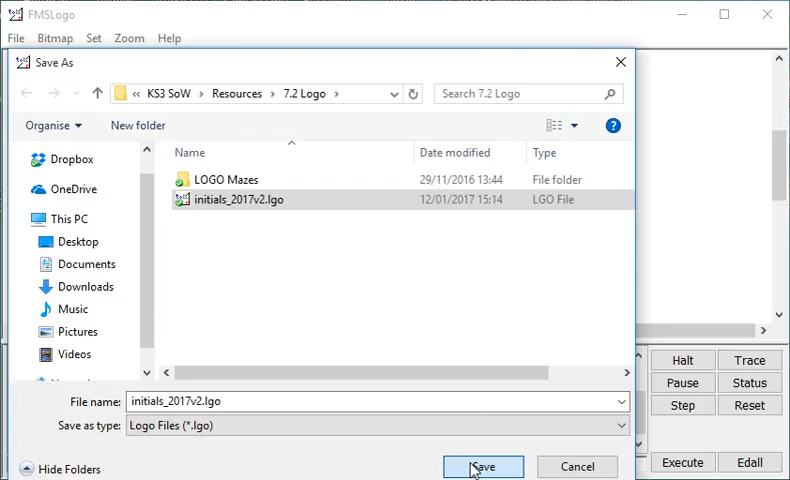 FMSLogo
File Bitmap Set Zoom Help
Save As
« KS3 SoW › Resources › 7.2 Logo ›
Search 7.2 Logo
Organise New folder
Name Date modified Type
Dropbox
LOGO Mazes 29/11/2016 13:44 File folder
OneDrive
initials_2017v2.lgo 12/01/2017 15:14 LGO File
This PC
Desktop
Documents
Downloads
Music
Pictures
Videos
Halt Trace
Pause Status
Step Reset
File name: initials_2017v2.lgo
Save as type: Logo Files (*.lgo)
Hide Folders
Save Cancel
Execute Edall